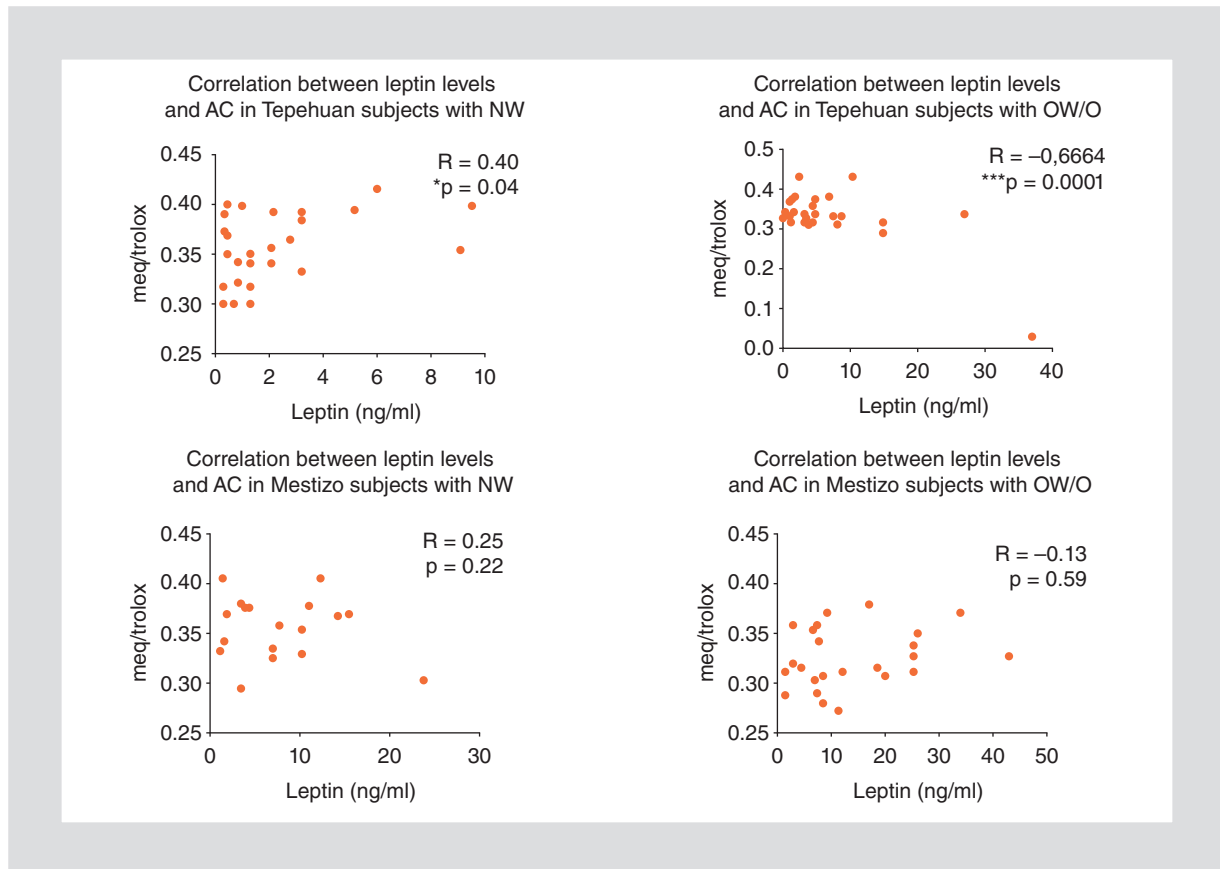 Correlation between leptin levels
and AC in Tepehuan subjects with NW
R = 0.40
*p = 0.04
0.45
0.40
0.35
0.30
0.25
meq/trolox
0 2 4 6 8 10
Leptin (ng/ml)
Correlation between leptin levels
and AC in Tepehuan subjects with OW/O
R = –0,6664
***p = 0.0001
0.5
0.4
0.3
0.2
0.1
0.0
meq/trolox
0 10 20 30 40
Leptin (ng/ml)
Correlation between leptin levels
and AC in Mestizo subjects with NW
R = 0.25
p = 0.22
0.45
0.40
0.35
0.30
0.25
meq/trolox
0 10 20 30
Leptin (ng/ml)
Correlation between leptin levels
and AC in Mestizo subjects with OW/O
R = –0.13
p = 0.59
0.45
0.40
0.35
0.30
0.25
meq/trolox
0 10 20 30 40 50
Leptin (ng/ml)